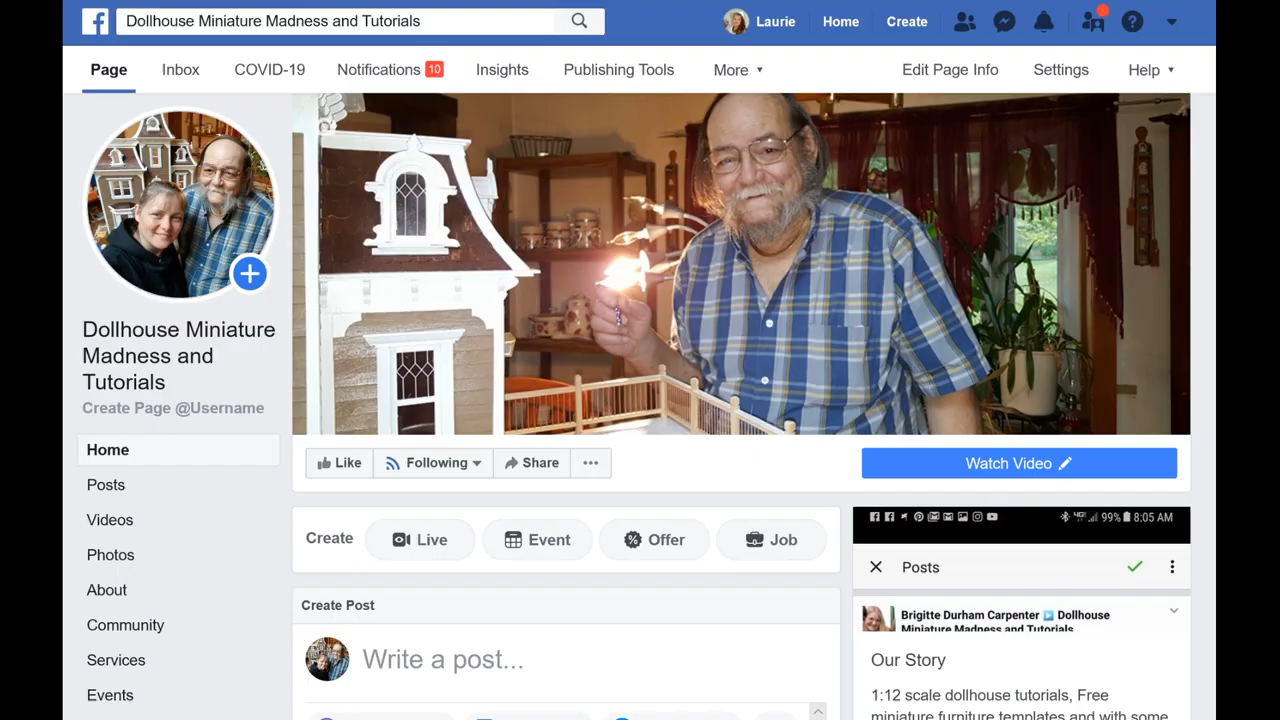 Dollhouse Miniature Madness and Tutorials
Laurie Home Create
Page Inbox COVID-19 Notifications 10 Insights Publishing Tools More Edit Page Info Settings Help
Dollhouse Miniature
Madness and
Tutorials
Create Page @Username
Home
Posts
Videos
Photos
About
Community
Services
Events
Like Following Share ...
Watch Video
Create Live Event Offer Job
Create Post
Write a post...
99% 8:05 AM
Posts
Brigitte Durham Carpenter Dollhouse
Miniature Madness and Tutorials
Our Story
1:12 scale dollhouse tutorials, Free
miniature furniture templates and with some